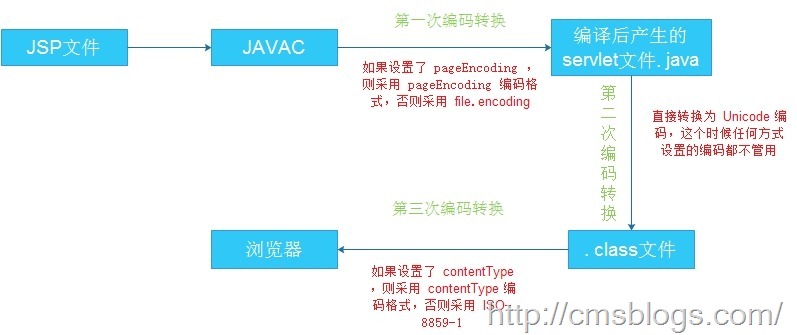 第一次编码转换
JSP文件
JAVAC
编译后产生的
servlet文件.java
如果设置了 pageEncoding ，
则采用 pageEncoding 编码格
式，否则采用 file.encoding
第二次编码转换
直接转换为 Unicode 编
码，这个时候任何方式
设置的编码都不管用
第三次编码转换
浏览器
.class文件
如果设置了 contentType
，则采用 contentType 编
码格式，否则采用 ISO-
8859-1
http://cmsblogs.com/